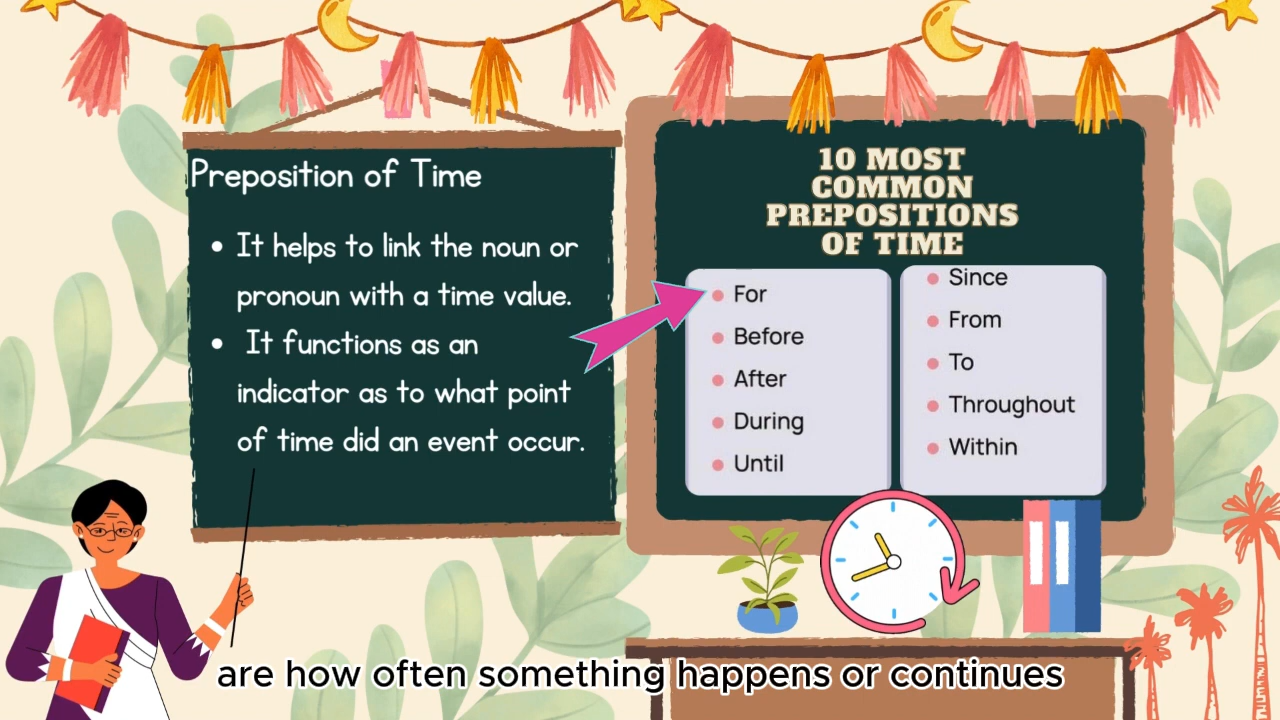 Preposition of Time
• It helps to link the noun or
pronoun with a time value.
• It functions as an
indicator as to what point
of time did an event occur.
10 MOST
COMMON
PREPOSITIONS
OF TIME
• For
• Before
• After
• During
• Until
• Since
• From
• To
• Throughout
• Within
are how often something happens or continues